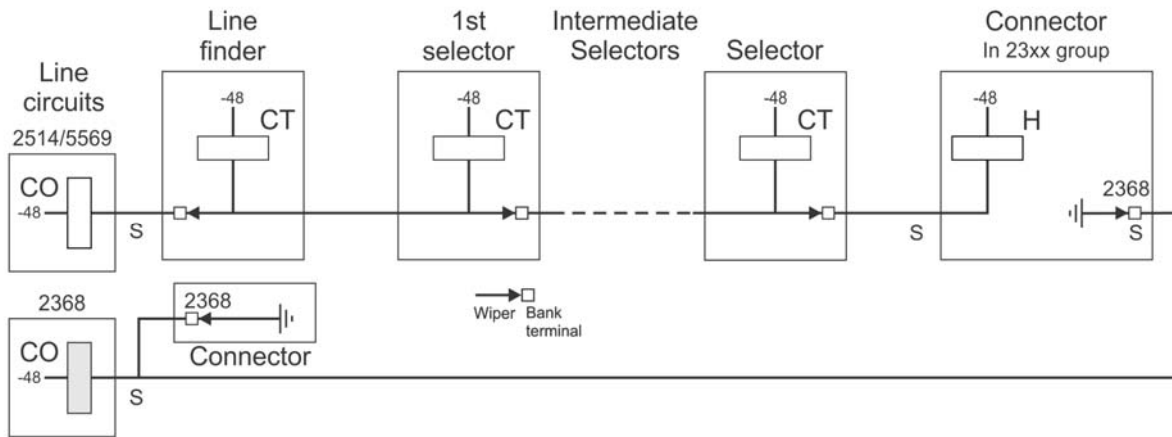 Line
finder
1st
selector
Intermediate
Selectors
Selector
Connector
In 23xx group
Line
circuits
2514/5569
CO
-48
S
-48
CT
-48
CT
-48
CT
-48
H
S
2368
S
2368
CO
-48
S
2368
Connector
Wiper
Bank
terminal